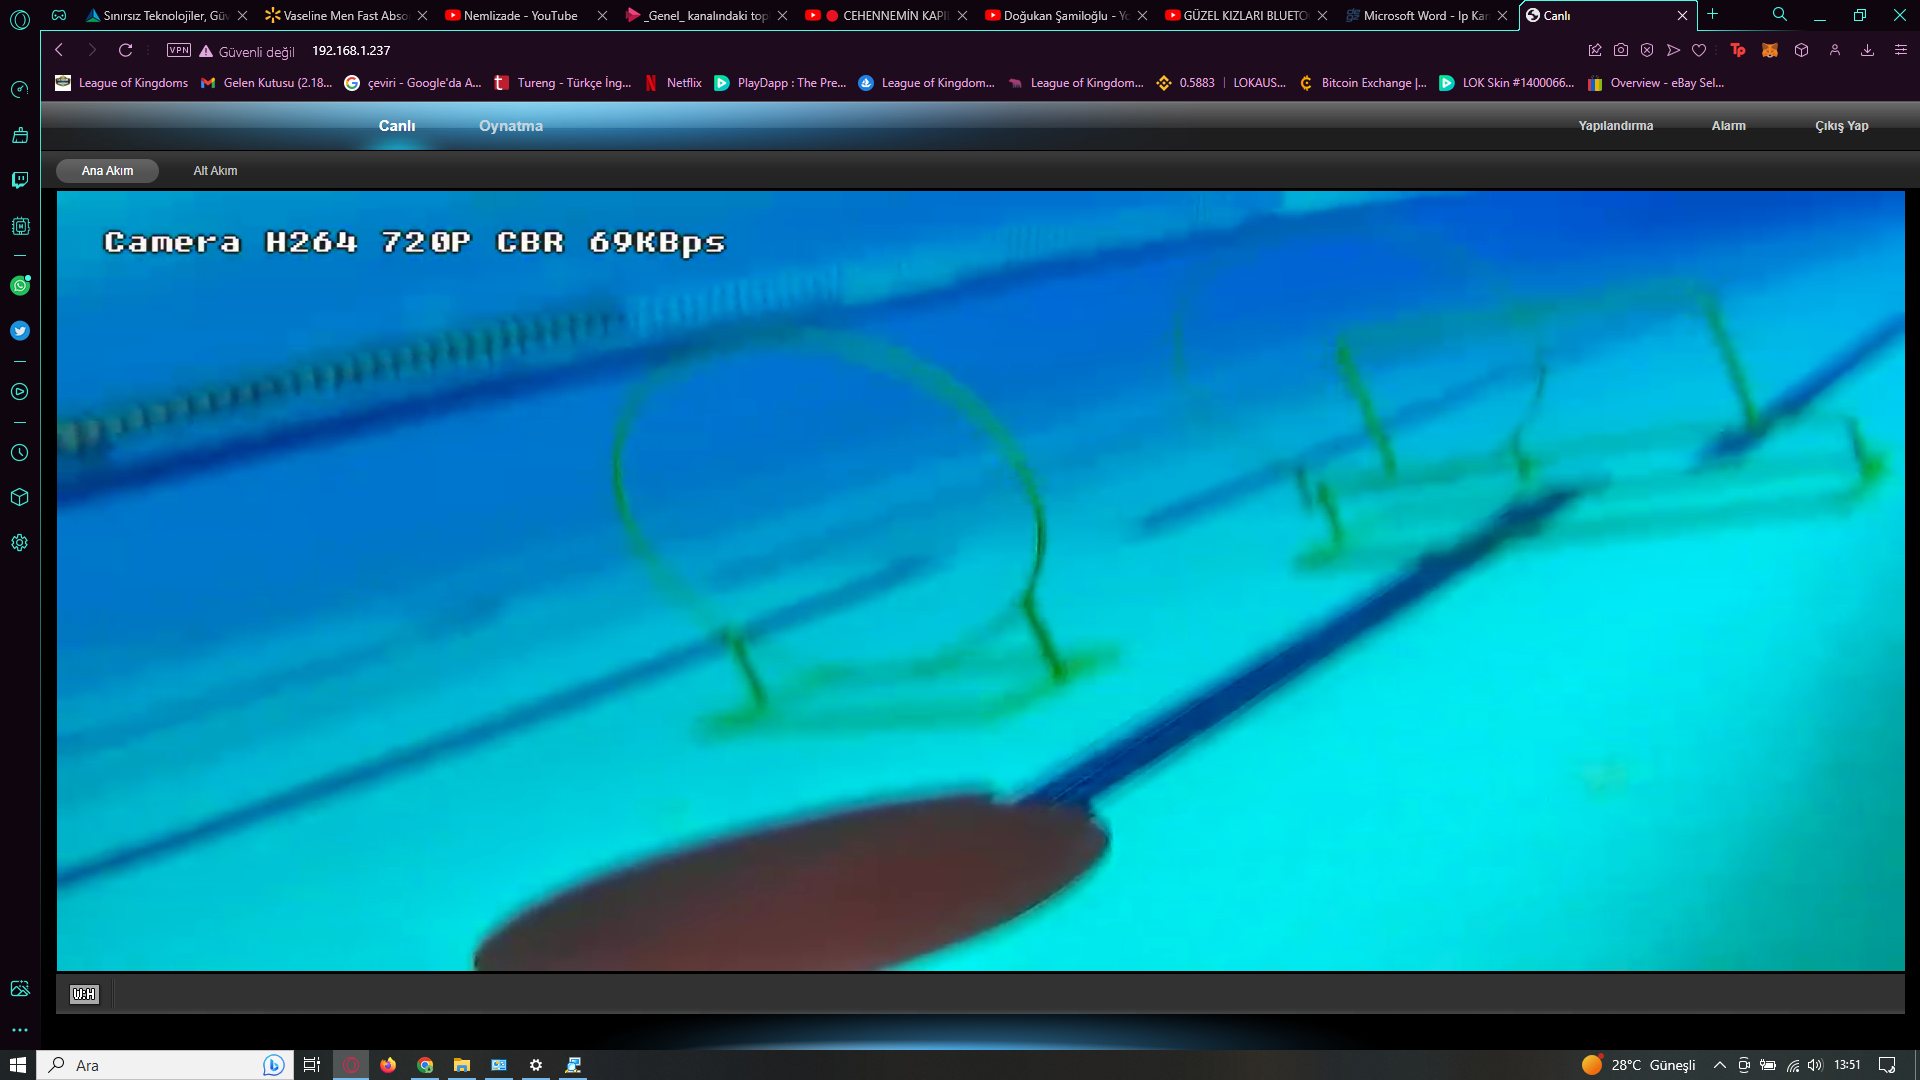 Sınırsız Teknolojiler, Gü
Vaseline Men Fast Abso
Nemlizade - YouTube
_Genel_ kanalındaki top
CEHENNEMİN KAPI
Doğukan Şamiloğlu - Yo
GÜZEL KIZLARI BLUETO
Microsoft Word - Ip Kan
Canlı
VPN
Güvenli değil
192.168.1.237
League of Kingdoms
Gelen Kutusu (2.18...
çeviri - Google'da A...
Tureng - Türkçe İng...
Netflix
PlayDapp : The Pre...
League of Kingdom...
League of Kingdom...
0.5883 | LOKAUS...
Bitcoin Exchange |...
LOK Skin #1400066...
Overview - eBay Sel...
Canlı
Oynatma
Yapılandırma
Alarm
Çıkış Yap
Ana Akım
Alt Akım
Camera H264 720P CBR 69KBps
W:H
Ara
28°C Güneşli
13:51